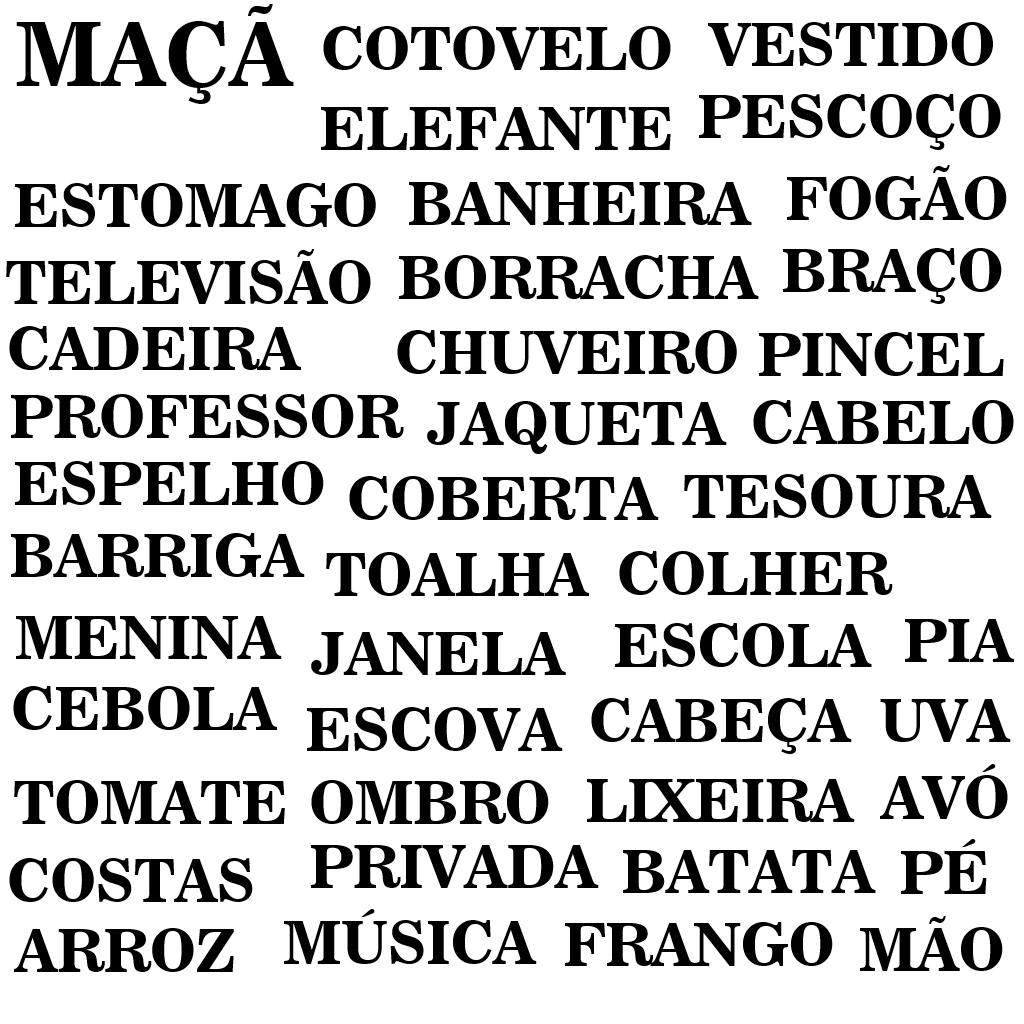 MAÇÃ COTOVELO VESTIDO
ELEFANTE PESCOÇO
ESTOMAGO BANHEIRA FOGÃO
TELEVISÃO BORRACHA BRAÇO
CADEIRA CHUVEIRO PINCEL
PROFESSOR JAQUETA CABELO
ESPELHO COBERTA TESOURA
BARRIGA TOALHA COLHER
MENINA JANELA ESCOLA PIA
CEBOLA ESCOVA CABEÇA UVA
TOMATE OMBRO LIXEIRA AVÓ
COSTAS PRIVADA BATATA PÉ
ARROZ MÚSICA FRANGO MÃO